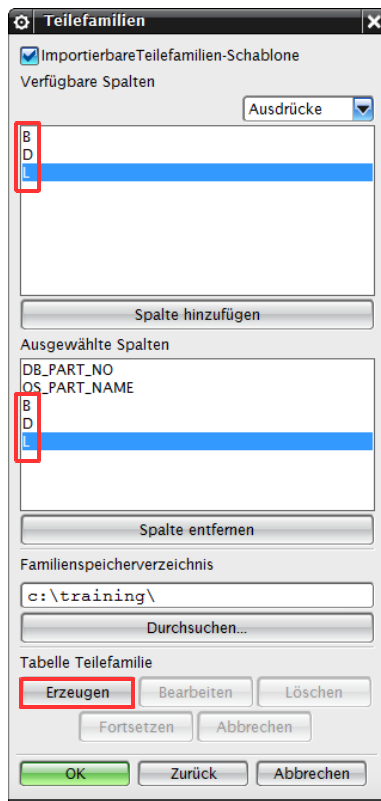 Teilefamilien
ImportierbareTeilefamilien-Schablone
Verfügbare Spalten
Ausdrücke
B
D
L
Spalte hinzufügen
Ausgewählte Spalten
DB_PART_NO
OS_PART_NAME
B
D
L
Spalte entfernen
Familienspeicherverzeichnis
c:\training\
Durchsuchen...
Tabelle Teilefamilie
Erzeugen Bearbeiten Löschen
Fortsetzen Abbrechen
OK Zurück Abbrechen